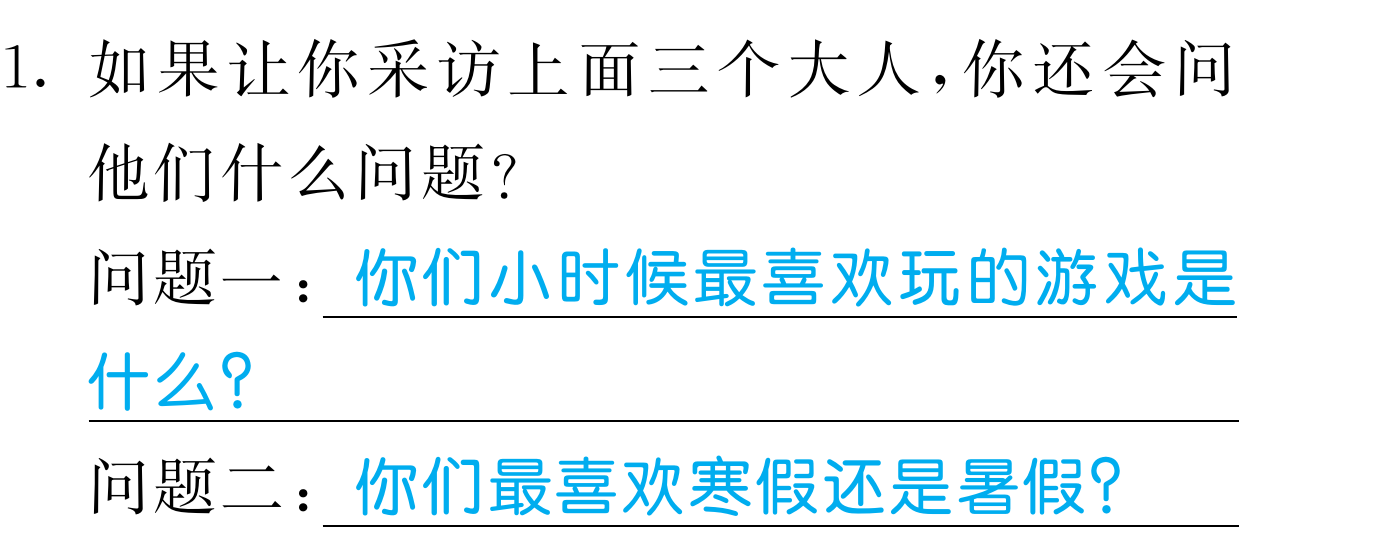 1. 如果让你采访上面三个大人,你还会问
他们什么问题?
问题一:你们小时候最喜欢玩的游戏是
什么?
问题二:你们最喜欢寒假还是暑假?